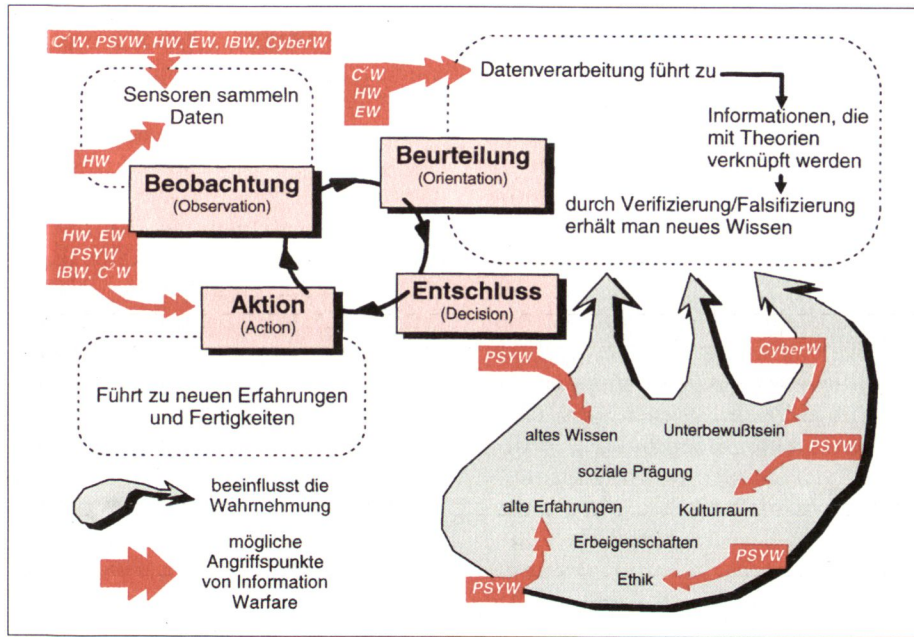 C²W, PSYW, HW, EW, IBW, CyberW
Sensoren sammeln
Daten
HW
C²W
HW
EW
Datenverarbeitung führt zu
Informationen, die
mit Theorien
verknüpft werden
durch Verifizierung/Falsifizierung
erhält man neues Wissen
Beobachtung
(Observation)
Beurteilung
(Orientation)
HW, EW
PSYW
IBW, C²W
Aktion
(Action)
Entschluss
(Decision)
Führt zu neuen Erfahrungen
und Fertigkeiten
PSYW
CyberW
altes Wissen
Unterbewußtsein
PSYW
soziale Prägung
alte Erfahrungen
Kulturraum
Erbeigenschaften
PSYW
Ethik
PSYW
beeinflusst die
Wahrnehmung
mögliche
Angriffspunkte
von Information
Warfare